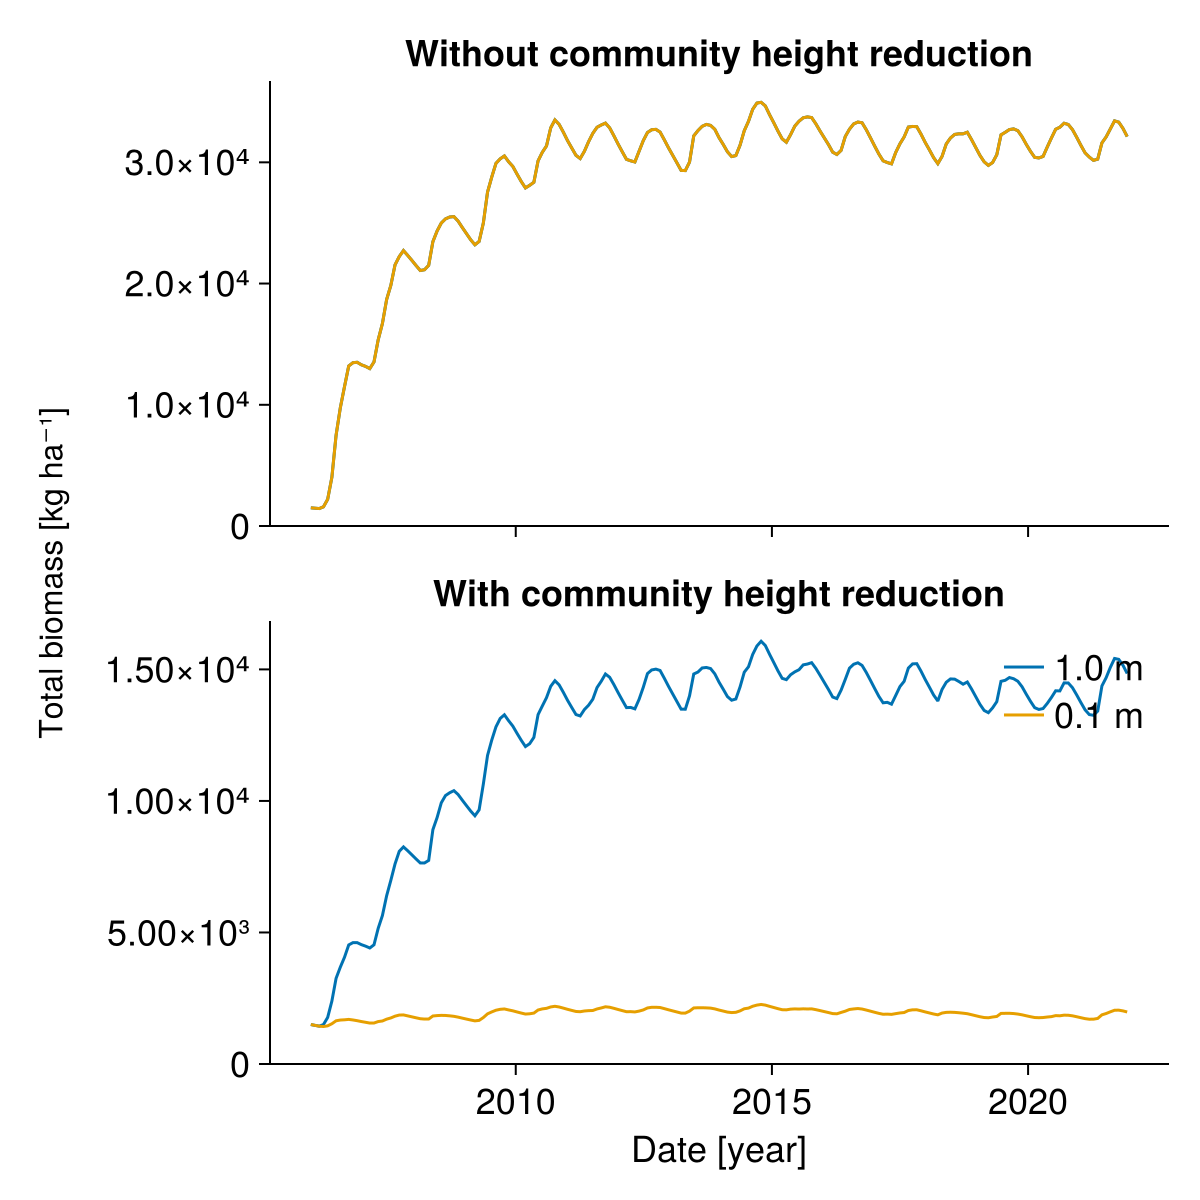 Without community height reduction
3.0×10⁴
2.0×10⁴
1.0×10⁴
0
Total biomass [kg ha⁻¹]
With community height reduction
1.50×10⁴
1.00×10⁴
5.00×10³
0
1.0 m
0.1 m
2010
2015
2020
Date [year]